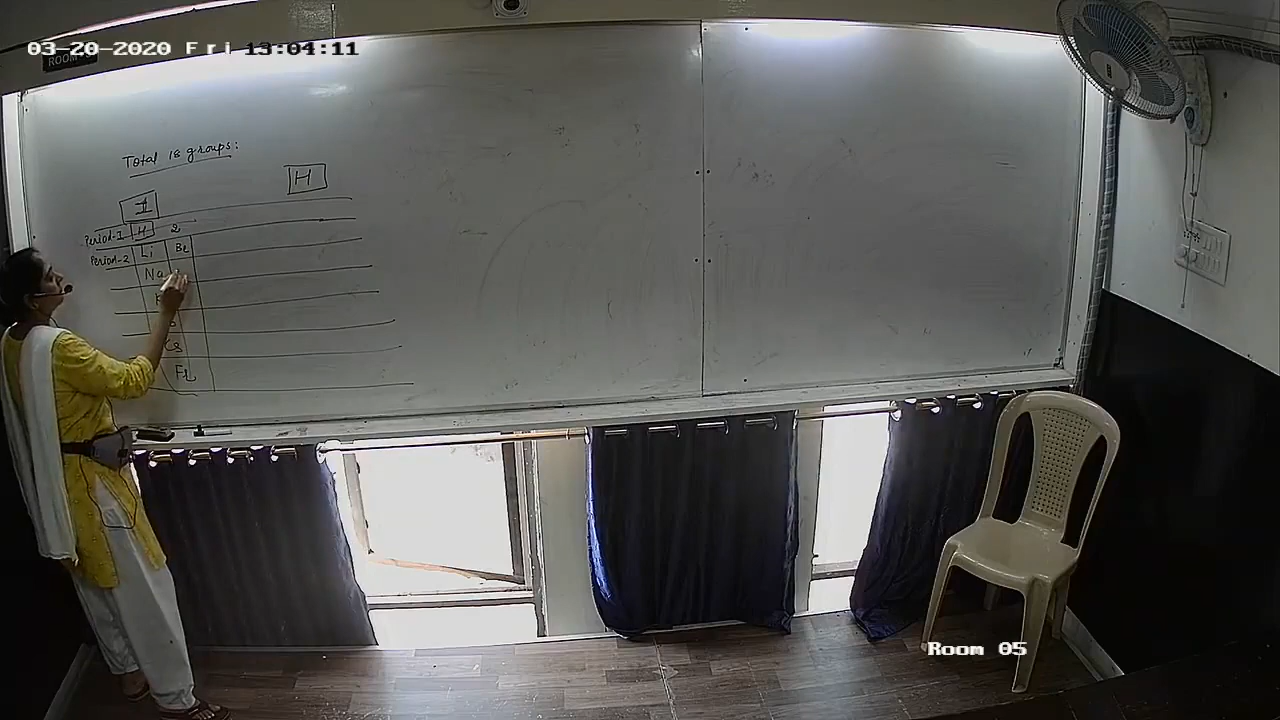 03-20-2020 Fri 13:04:11
ROOM
Total 18 groups:
H
1
Period-1 H 2
Period-2 Li Be
Na
Cs
Fr
Room 05